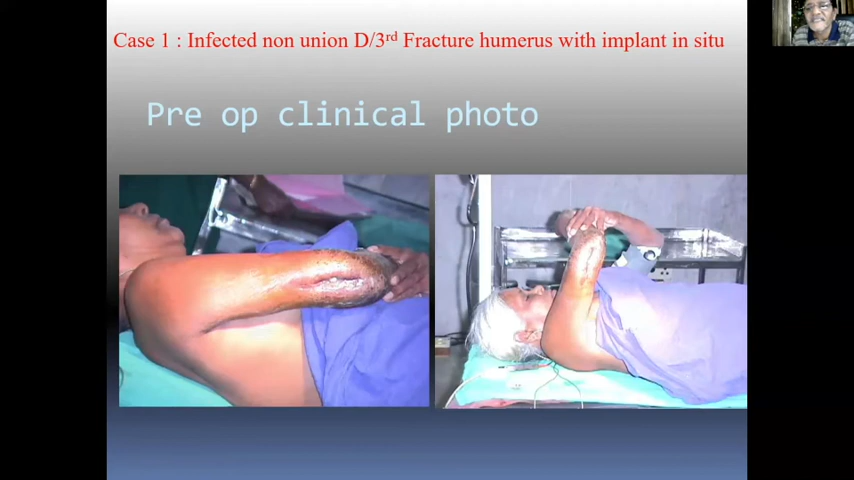 Case 1 : Infected non union D/3rd Fracture humerus with implant in situ
Pre op clinical photo